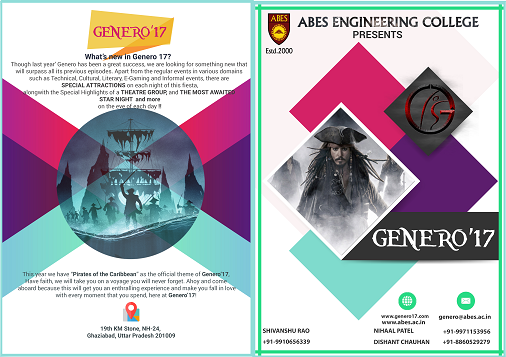 GENERO'17
What's new in Genero 17?
Though last year' Genero has been a great success, we are looking for something new that
will surpass all its previous episodes. Apart from the regular events in various domains
such as Technical, Cultural, Literary, E-Gaming and Informal events, there are
SPECIAL ATTRACTIONS on each night of this fiesta,
alongwith the Special Highlights of a THEATRE GROUP, and THE MOST AWAITED
STAR NIGHT and more
on the eve of each day !!
This year we have "Pirates of the Caribbean" as the official theme of Genero'17.
Have faith, we will take you on a voyage you will never forget. Ahoy and come
aboard because this will get you an enthralling experience and make you fall in love
with every moment that you spend, here at Genero'17!
19th KM Stone, NH-24,
Ghaziabad, Uttar Pradesh 201009
ABES
Estd.2000
ABES ENGINEERING COLLEGE
PRESENTS
GENERO'17
www.genero17.com
www.abes.ac.in
genero@abes.ac.in
SHIVANSHU RAO
+91-9910656339
NIHAAL PATEL
+91-9971153956
DISHANT CHAUHAN
+91-8860529279